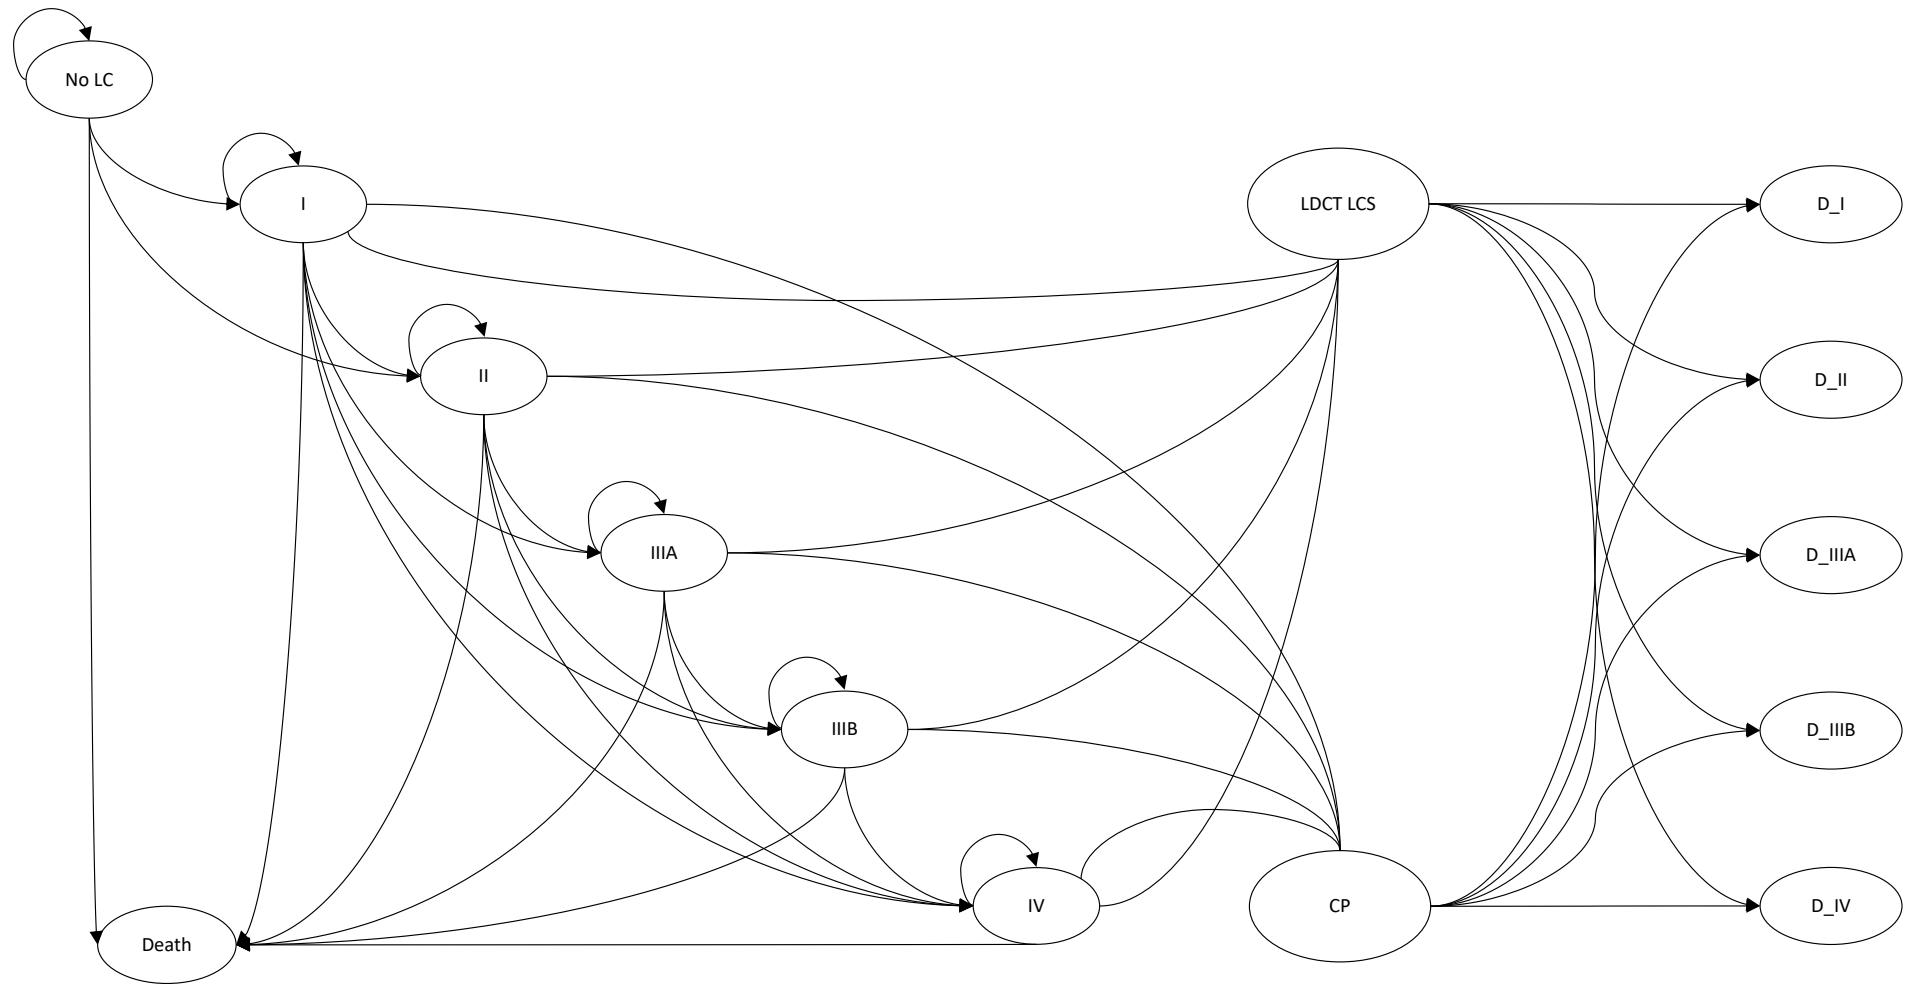 No LC
I
LDCT LCS
D_I
II
D_II
IIIA
D_IIIA
IIIB
D_IIIB
IV
CP
D_IV
Death